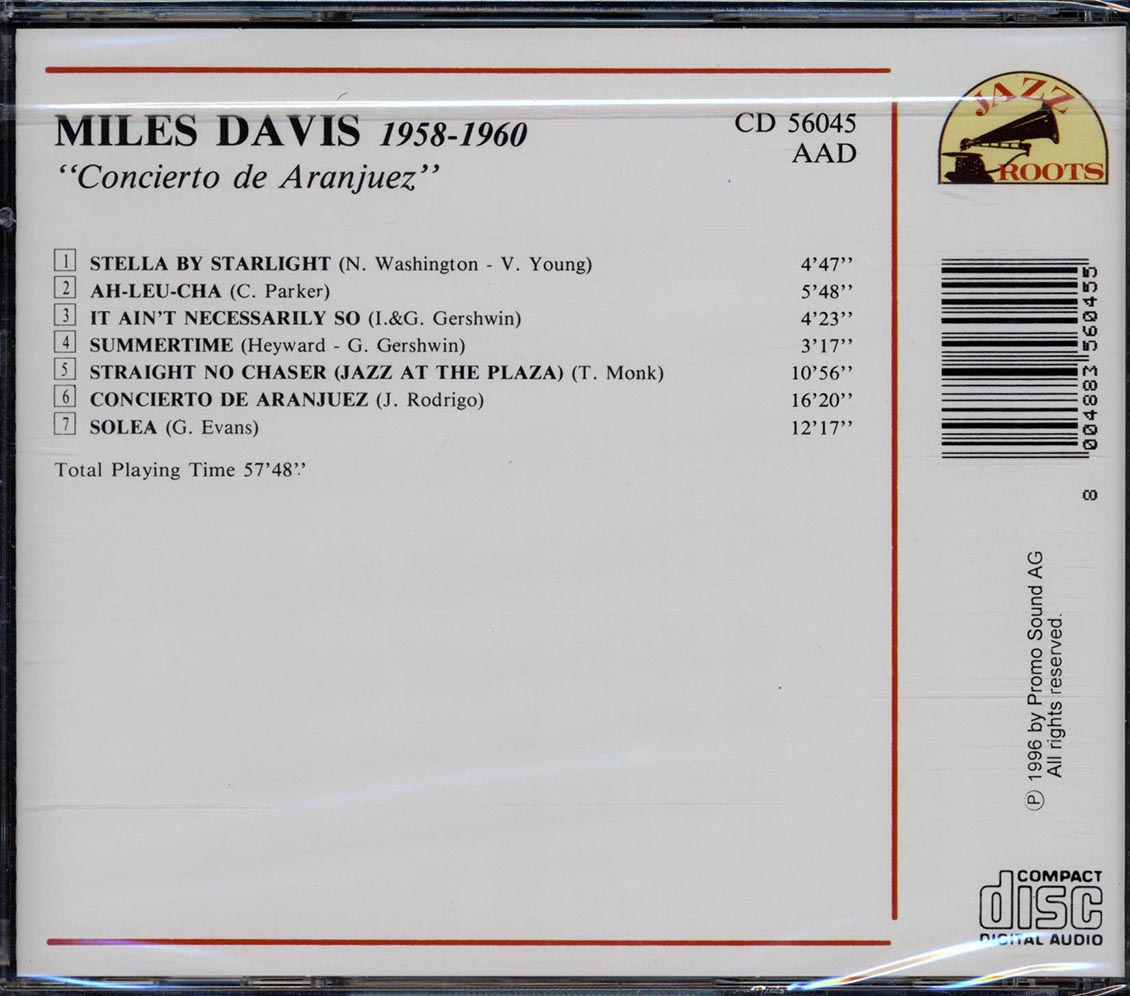 MILES DAVIS 1958-1960
“Concierto de Aranjuez”
CD 56045
AAD
JAZZ
ROOTS
1 STELLA BY STARLIGHT (N. Washington - V. Young) 4'47''
2 AH-LEU-CHA (C. Parker) 5'48''
3 IT AIN'T NECESSARILY SO (I.&G. Gershwin) 4'23''
4 SUMMERTIME (Heyward - G. Gershwin) 3'17''
5 STRAIGHT NO CHASER (JAZZ AT THE PLAZA) (T. Monk) 10'56''
6 CONCIERTO DE ARANJUEZ (J. Rodrigo) 16'20''
7 SOLEA (G. Evans) 12'17''
Total Playing Time 57'48''
8 004883 560455
℗ 1996 by Promo Sound AG
All rights reserved.
COMPACT
disc
DIGITAL AUDIO